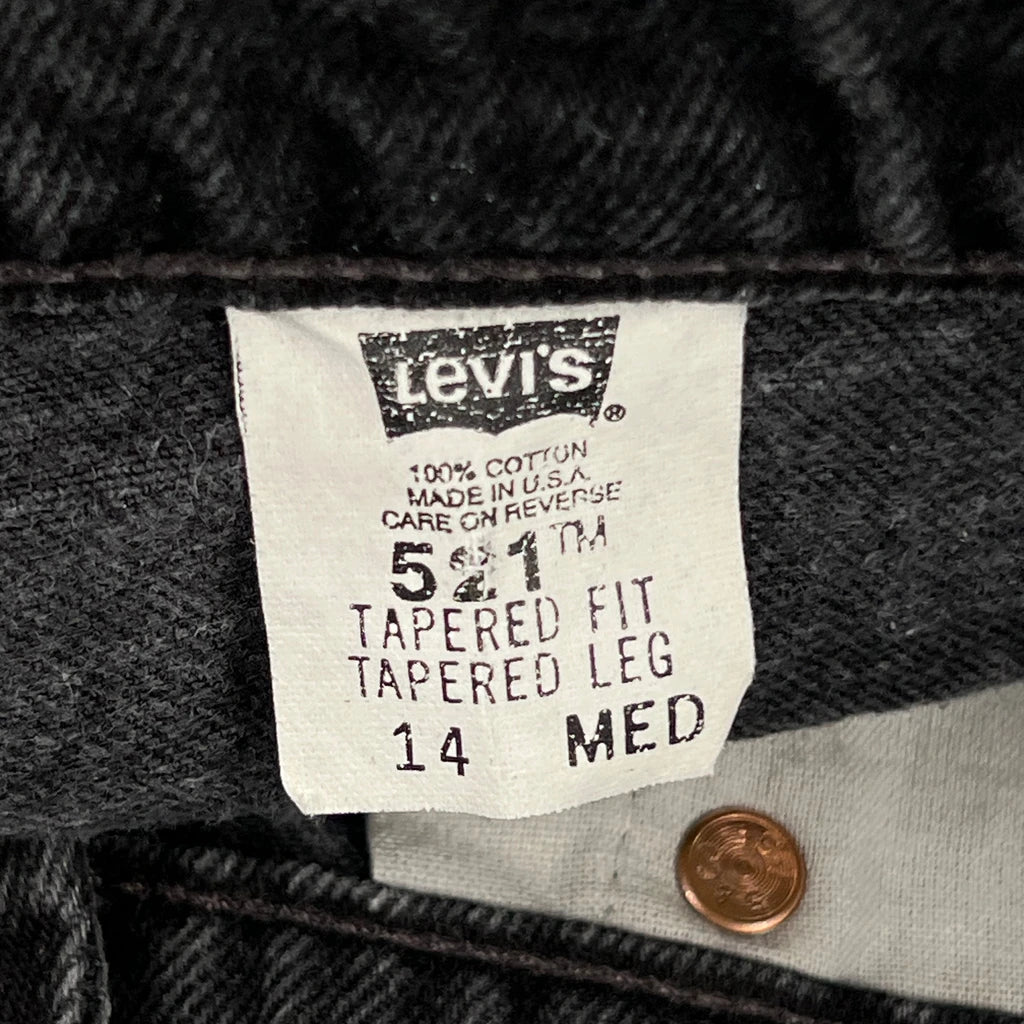 Levi's®
100% COTTON
MADE IN U.S.A.
CARE ON REVERSE
521™
TAPERED FIT
TAPERED LEG
14 MED